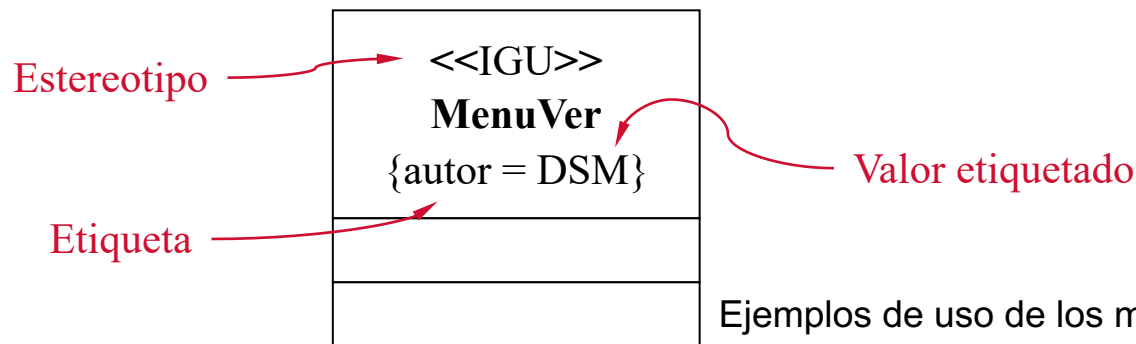 <<IGU>>
Estereotipo
MenuVer
{autor = DSM}
Valor etiquetado
Etiqueta
Ejemplos de uso de los